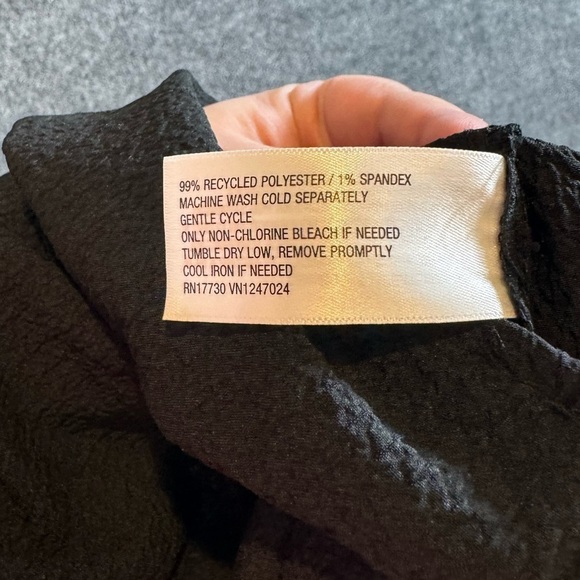 99% RECYCLED POLYESTER / 1% SPANDEX
MACHINE WASH COLD SEPARATELY
GENTLE CYCLE
ONLY NON-CHLORINE BLEACH IF NEEDED
TUMBLE DRY LOW, REMOVE PROMPTLY
COOL IRON IF NEEDED
RN17730 VN1247024